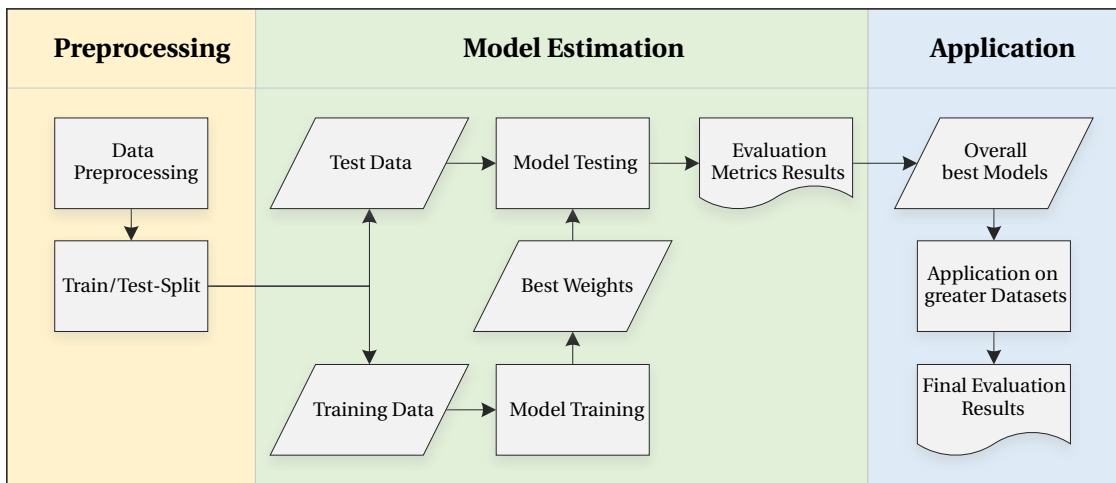 Preprocessing
Model Estimation
Application
Data
Preprocessing
Train/Test-Split
Test Data
Model Testing
Evaluation
Metrics Results
Best Weights
Training Data
Model Training
Overall
best Models
Application on
greater Datasets
Final Evaluation
Results